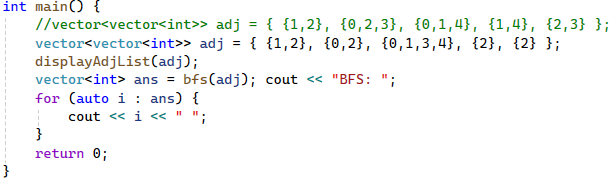 int main() {
    //vector<vector<int>> adj = { {1,2}, {0,2,3}, {0,1,4}, {1,4}, {2,3} };
    vector<vector<int>> adj = { {1,2}, {0,2}, {0,1,3,4}, {2}, {2} };
    displayAdjList(adj);
    vector<int> ans = bfs(adj); cout << "BFS: ";
    for (auto i : ans) {
        cout << i << " ";
    }
    return 0;
}